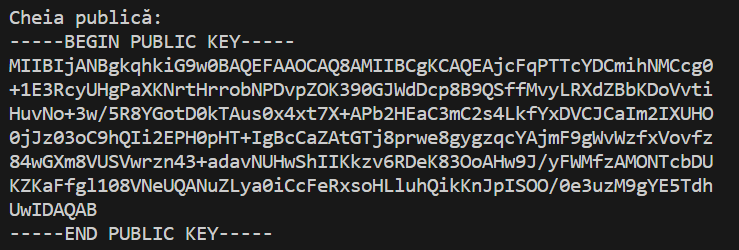 Cheia publică:
-----BEGIN PUBLIC KEY-----
MIIBIjANBgkqhkiG9w0BAQEFAAOCAQ8AMIIBCgKCAQEAjcFqPTTcYDCmihNMCcg0
+1E3RcyUHgPaXKNrtHrrobNPDvpZOK390GJWdDcp8B9QSffMvyLRXdZBbKDoVvti
HuvNo+3w/5R8YGotD0kTAus0x4xt7X+APb2HEaC3mC2s4LkfYxDVCJCaIm2IXUHO
0jJz03oC9hQIi2EPH0pHT+IgBcCaZAtGTj8prwe8gygzqcYAjmF9gWvWzfxVovfz
84wGXm8VUSVwrzn43+adavNUHwShIIKkzv6RDeK83OoAHw9J/yFWMfzAMONTcbDU
KZKaFfgl108VNeUQANuZLya0iCcFeRxsoHLluhQikKnJpISOO/0e3uzM9gYE5Tdh
UwIDAQAB
-----END PUBLIC KEY-----